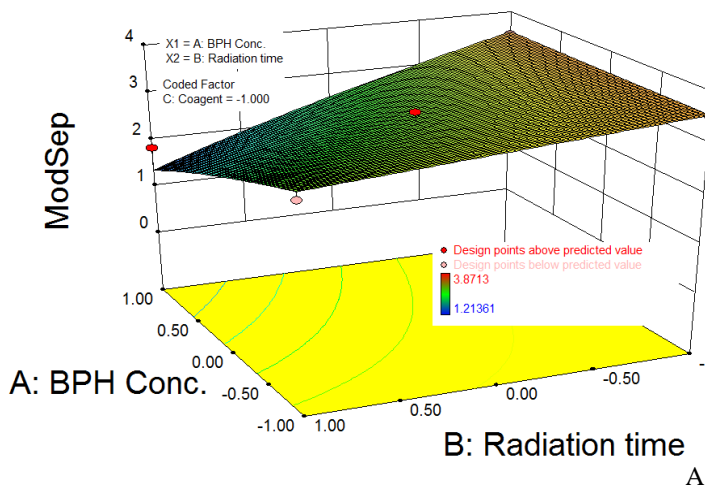 X1 = A: BPH Conc.
X2 = B: Radiation time
Coded Factor
C: Coagent = -1.000
ModSep
4
3
2
1
0
Design points above predicted value
Design points below predicted value
3.8713
1.21361
1.00
0.50
0.00
-0.50
-1.00
A: BPH Conc.
1.00
0.50
0.00
-0.50
-
B: Radiation time
A